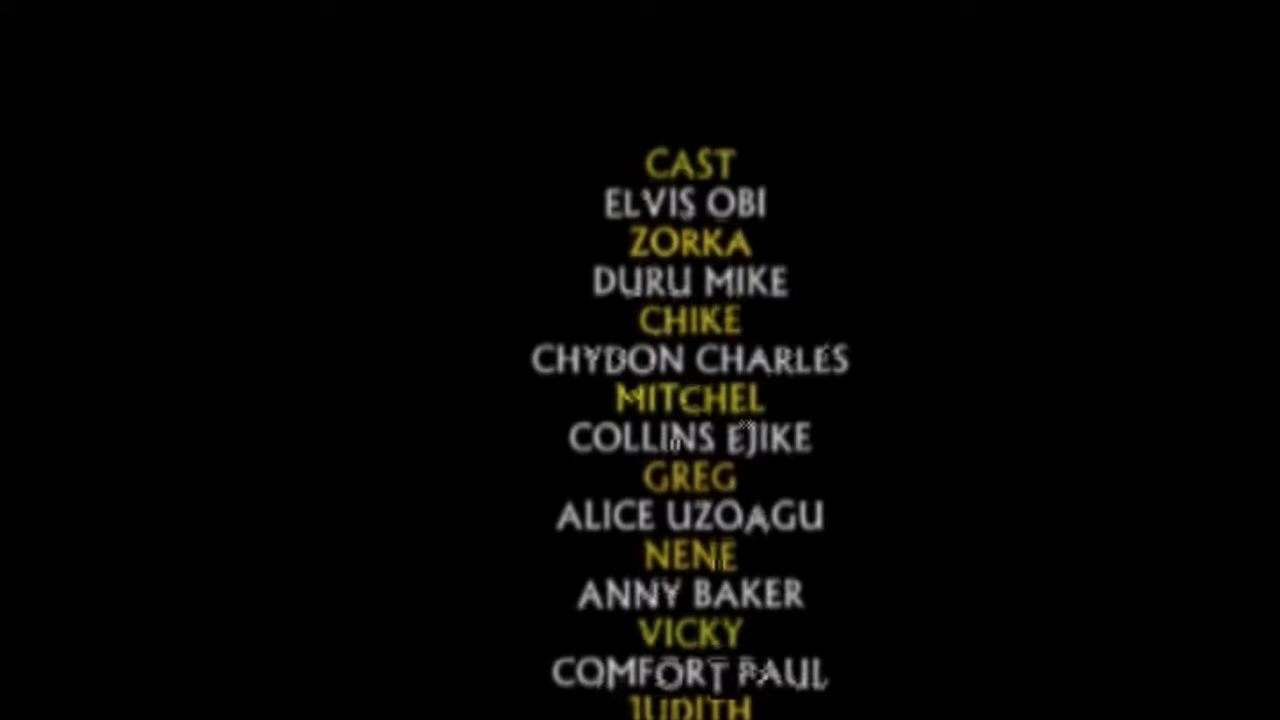 CAST
ELVIS OBI
ZORKA
DURU MIKE
CHIKE
CHYDON CHARLES
MITCHEL
COLLINS EJIKE
GREG
ALICE UZOAGU
NENE
ANNY BAKER
VICKY
COMFORT PAUL
JUDITH